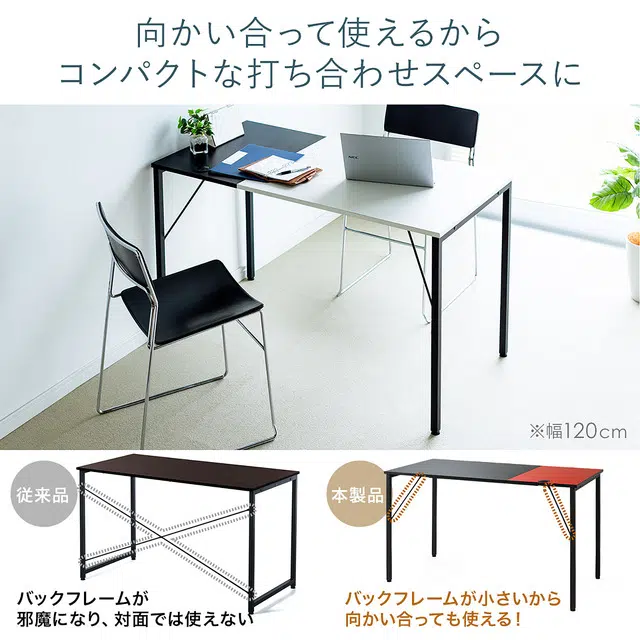 向かい合って使えるから
コンパクトな打ち合わせスペースに
※幅120cm
従来品
本製品
バックフレームが
邪魔になり、対面では使えない
バックフレームが小さいから
向かい合っても使える！